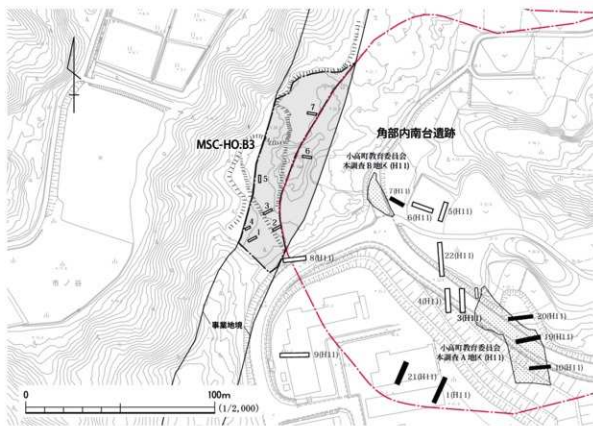 MSC-HO.B3
角部内南台遺跡
小高町教育委員会
本調査B地区(H11)
7
6
5
3
4
2
1
7(H11)
6(H11)
5(H11)
8(H11)
22(H11)
4(H11)
3(H11)
20(H11)
19(H11)
小高町教育委員会
本調査A地区(H11)
事業地境
9(H11)
21(H11)
1(H11)
0
100m
(1/2,000)